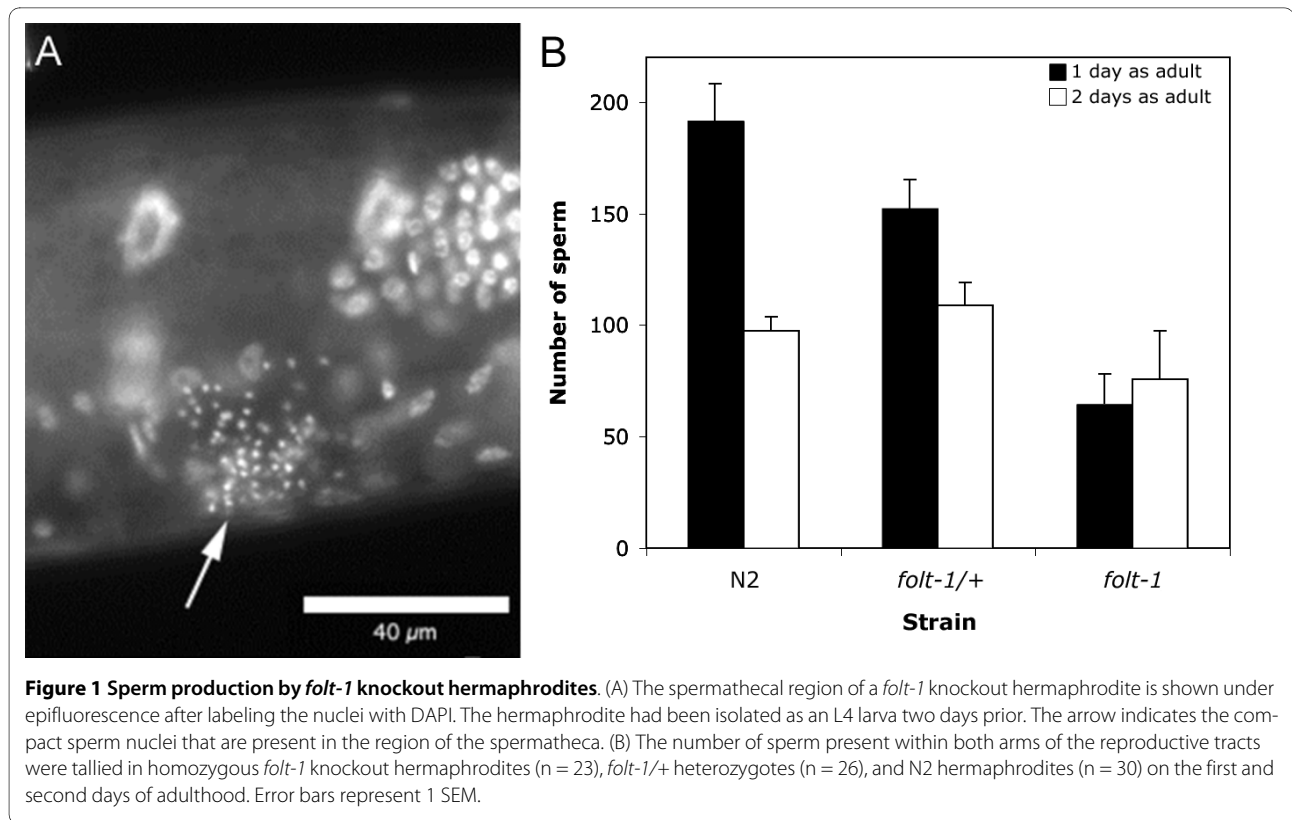 A
40 µm
B
1 day as adult
2 days as adult
Number of sperm
200
150
100
50
0
N2
folt-1/+
folt-1
Strain
Figure 1 Sperm production by folt-1 knockout hermaphrodites. (A) The spermathecal region of a folt-1 knockout hermaphrodite is shown under
epifluorescence after labeling the nuclei with DAPI. The hermaphrodite had been isolated as an L4 larva two days prior. The arrow indicates the com-
pact sperm nuclei that are present in the region of the spermatheca. (B) The number of sperm present within both arms of the reproductive tracts
were tallied in homozygous folt-1 knockout hermaphrodites (n = 23), folt-1/+ heterozygotes (n = 26), and N2 hermaphrodites (n = 30) on the first and
second days of adulthood. Error bars represent 1 SEM.